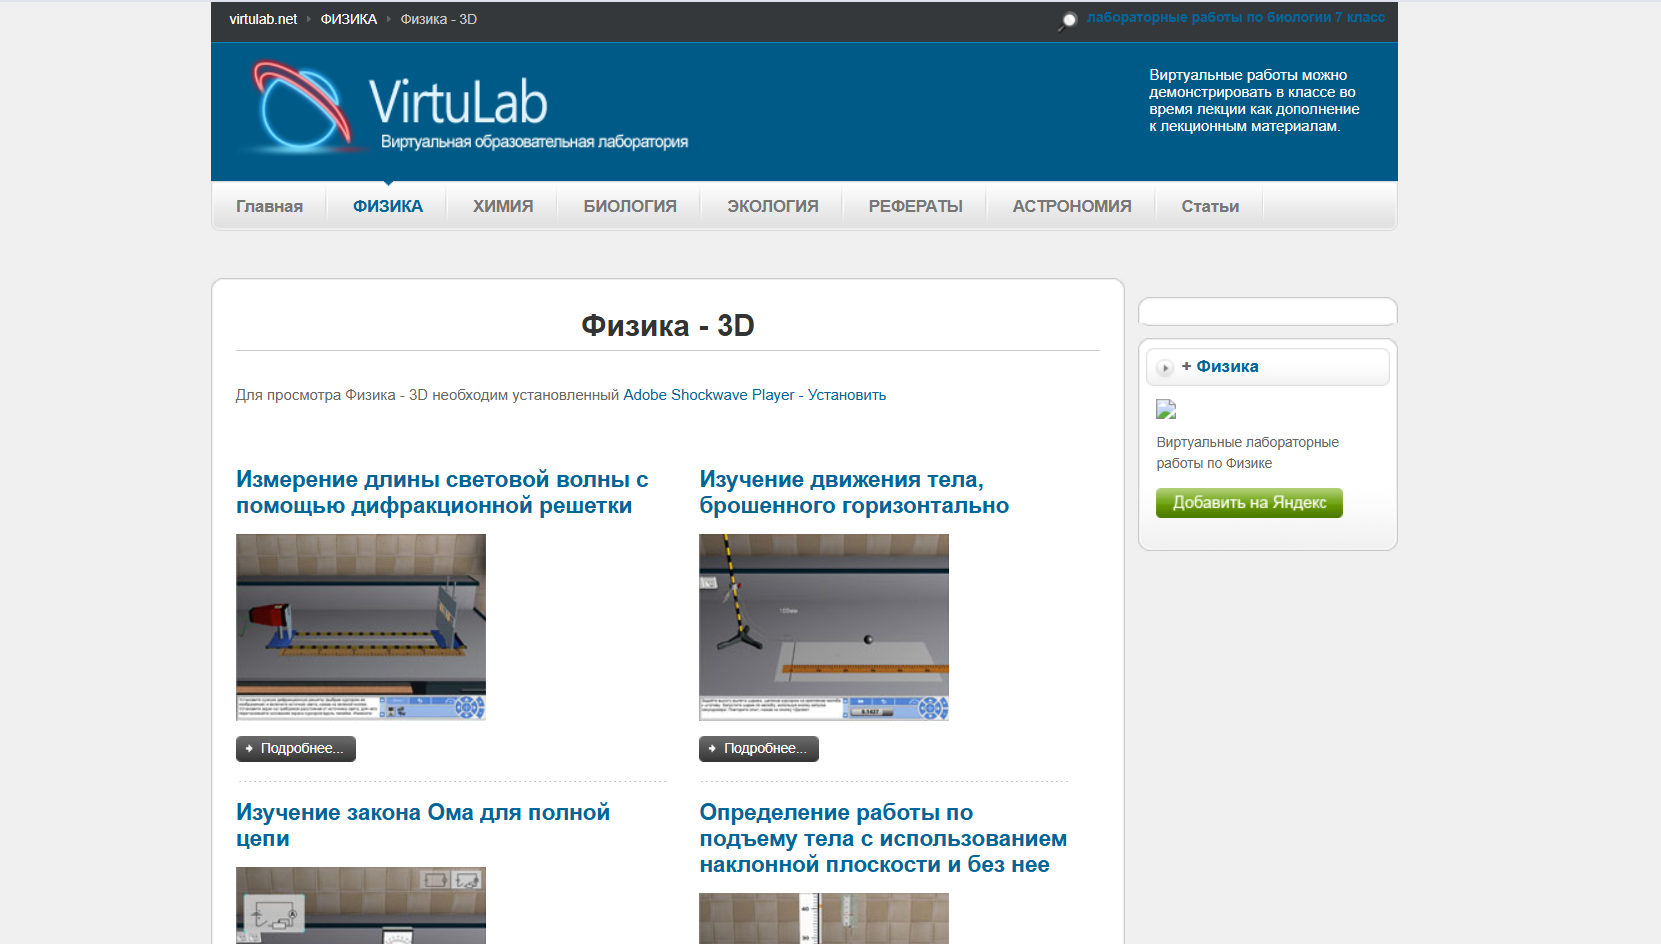 virtulab.net ФИЗИКА Физика - 3D
лабораторные работы по биологии 7 класс
VirtuLab
Виртуальная образовательная лаборатория
Виртуальные работы можно
демонстрировать в классе во
время лекции как дополнение
к лекционным материалам.
Главная ФИЗИКА ХИМИЯ БИОЛОГИЯ ЭКОЛОГИЯ РЕФЕРАТЫ АСТРОНОМИЯ Статьи
Физика - 3D
Для просмотра Физика - 3D необходим установленный Adobe Shockwave Player - Установить
Измерение длины световой волны с
помощью дифракционной решетки
Подробнее...
Изучение движения тела,
брошенного горизонтально
100мм
Подробнее...
Изучение закона Ома для полной
цепи
Определение работы по
подъему тела с использованием
наклонной плоскости и без нее
40
30
+ Физика
Виртуальные лабораторные
работы по Физике
Добавить на Яндекс